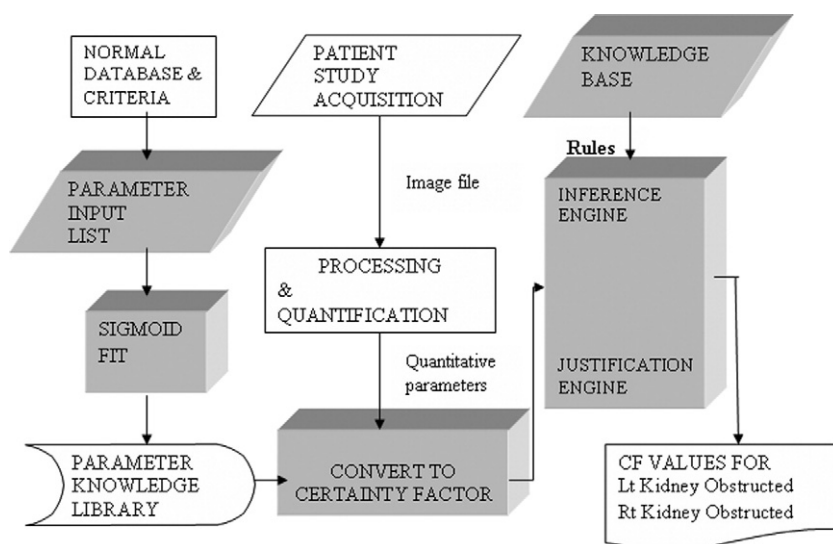 NORMAL
DATABASE &
CRITERIA
PARAMETER
INPUT
LIST
SIGMOID
FIT
PARAMETER
KNOWLEDGE
LIBRARY
PATIENT
STUDY
ACQUISITION
Image file
PROCESSING
&
QUANTIFICATION
Quantitative
parameters
CONVERT TO
CERTAINTY FACTOR
KNOWLEDGE
BASE
Rules
INFERENCE
ENGINE
JUSTIFICATION
ENGINE
CF VALUES FOR
Lt Kidney Obstructed
Rt Kidney Obstructed